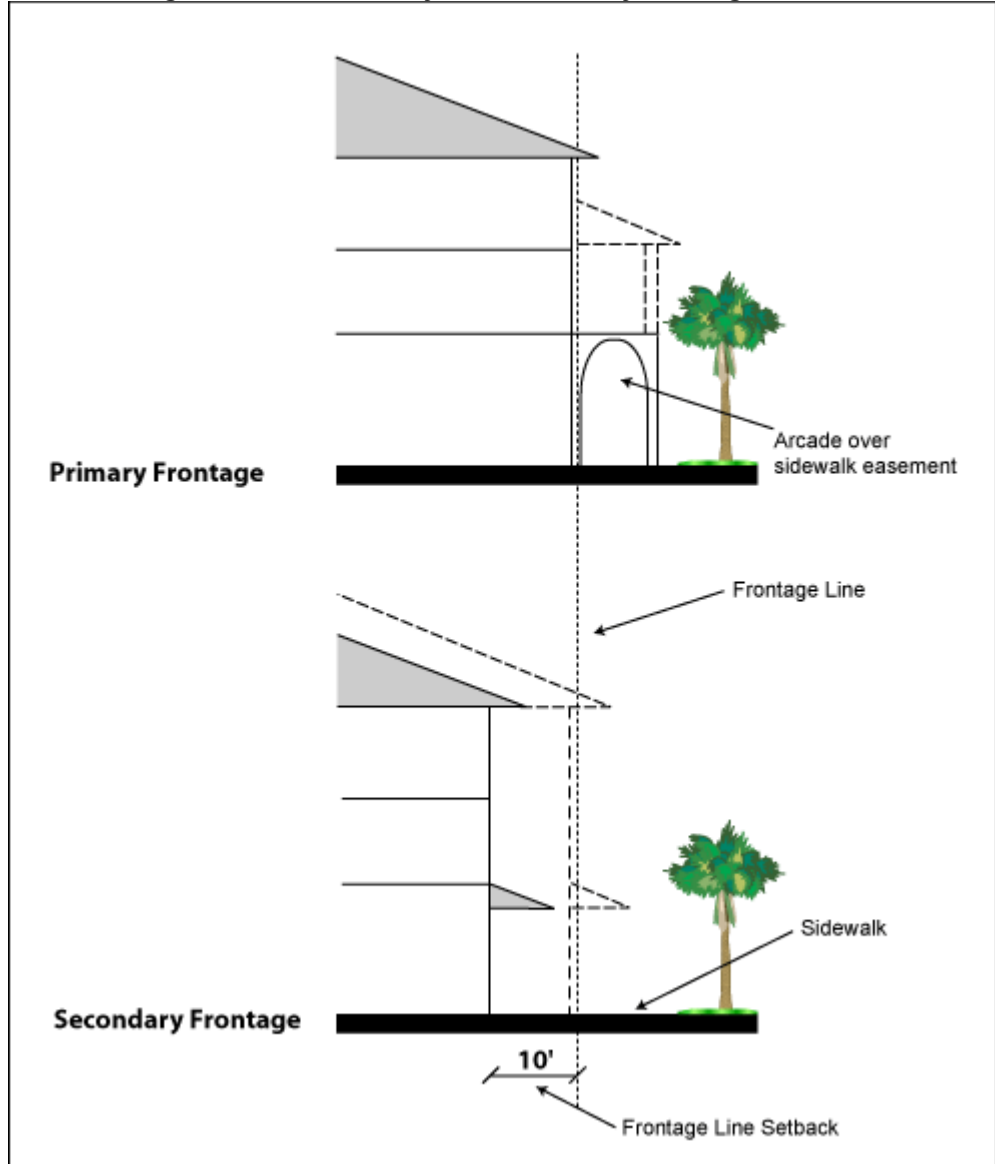 Arcade over
sidewalk easement
Primary Frontage
Frontage Line
Sidewalk
Secondary Frontage
10'
Frontage Line Setback